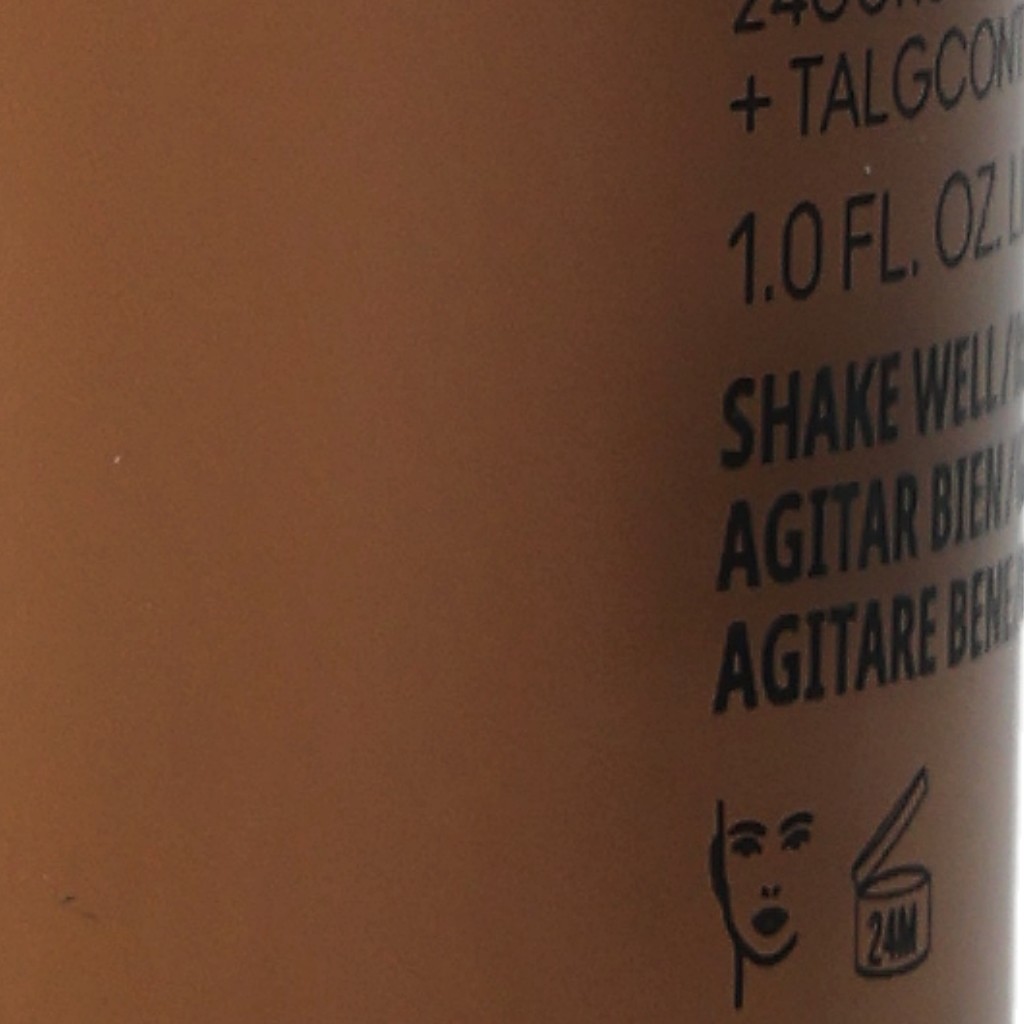 + TALGCONT
1.0 FL. OZ.
SHAKE WELL/
AGITAR BIEN/
AGITARE BENE
24M